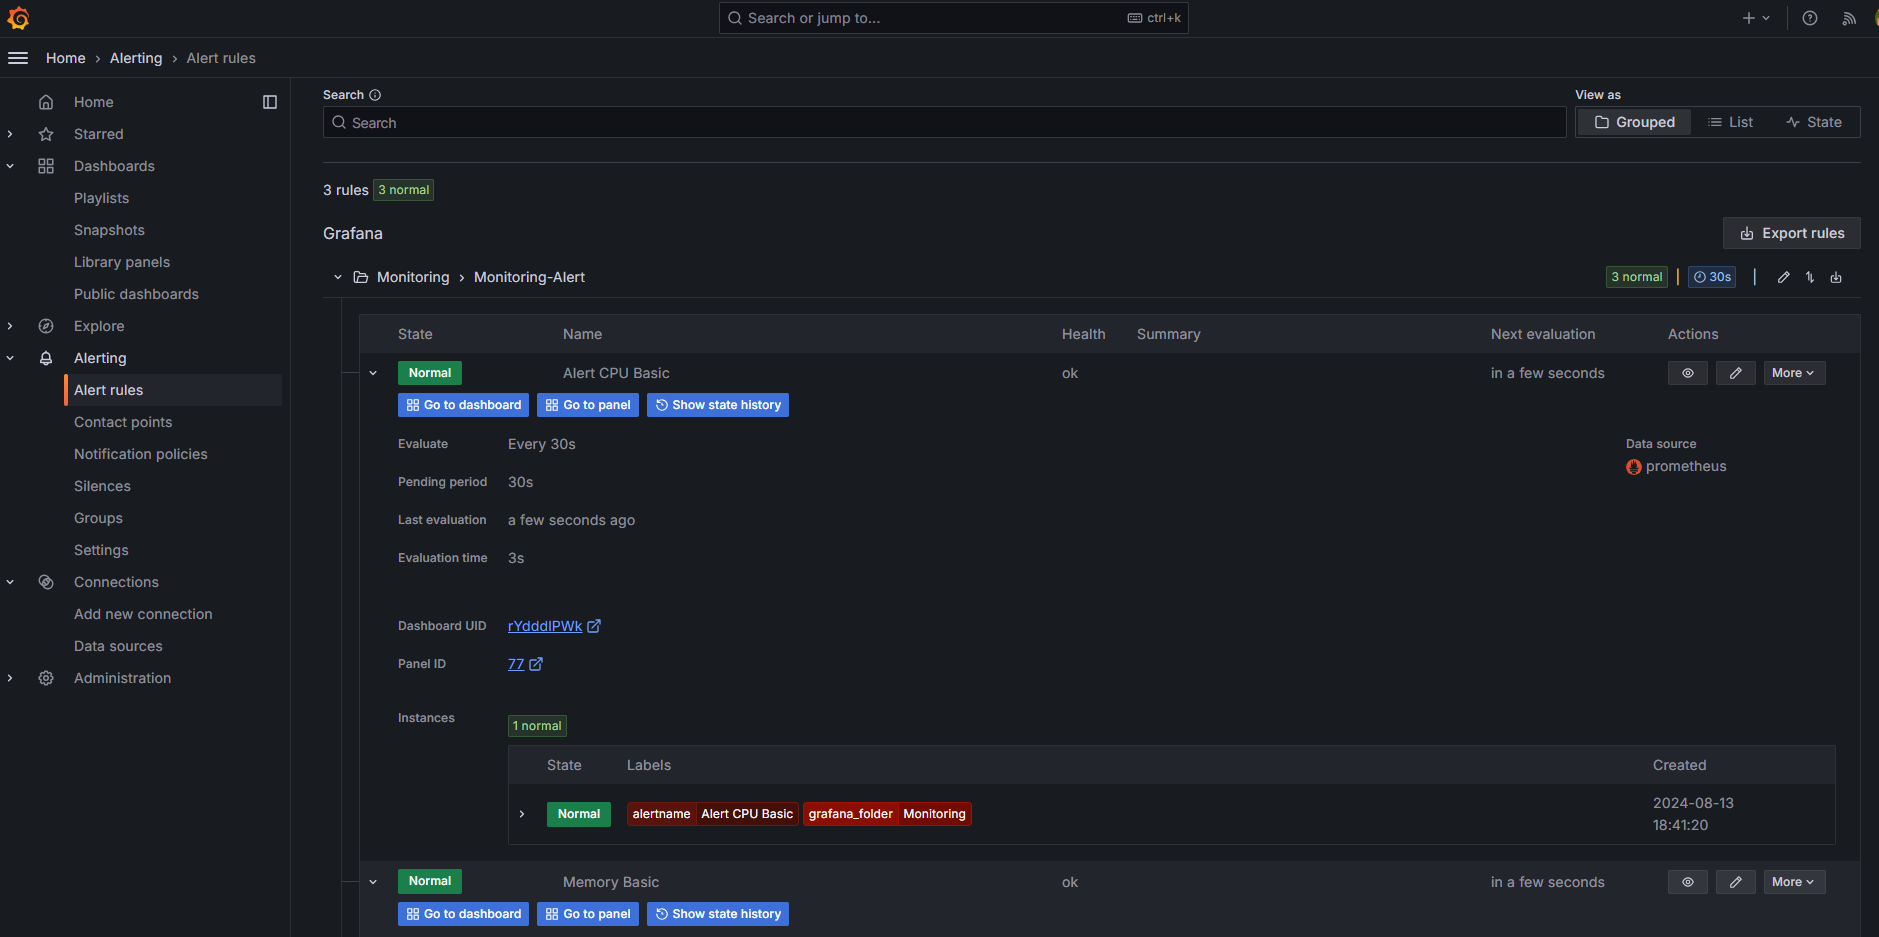 Search or jump to...
ctrl+k
Home › Alerting › Alert rules
Home
Starred
Dashboards
Playlists
Snapshots
Library panels
Public dashboards
Explore
Alerting
Alert rules
Contact points
Notification policies
Silences
Groups
Settings
Connections
Add new connection
Data sources
Administration
Search
View as
Search
Grouped List State
3 rules 3 normal
Grafana
Export rules
Monitoring › Monitoring-Alert
3 normal | 30s |
State Name Health Summary Next evaluation Actions
Normal Alert CPU Basic ok in a few seconds More
Go to dashboard Go to panel Show state history
Evaluate Every 30s
Data source
prometheus
Pending period 30s
Last evaluation a few seconds ago
Evaluation time 3s
Dashboard UID rYdddIPWk
Panel ID 77
Instances 1 normal
State Labels Created
Normal alertname Alert CPU Basic grafana_folder Monitoring 2024-08-13
18:41:20
Normal Memory Basic ok in a few seconds More
Go to dashboard Go to panel Show state history